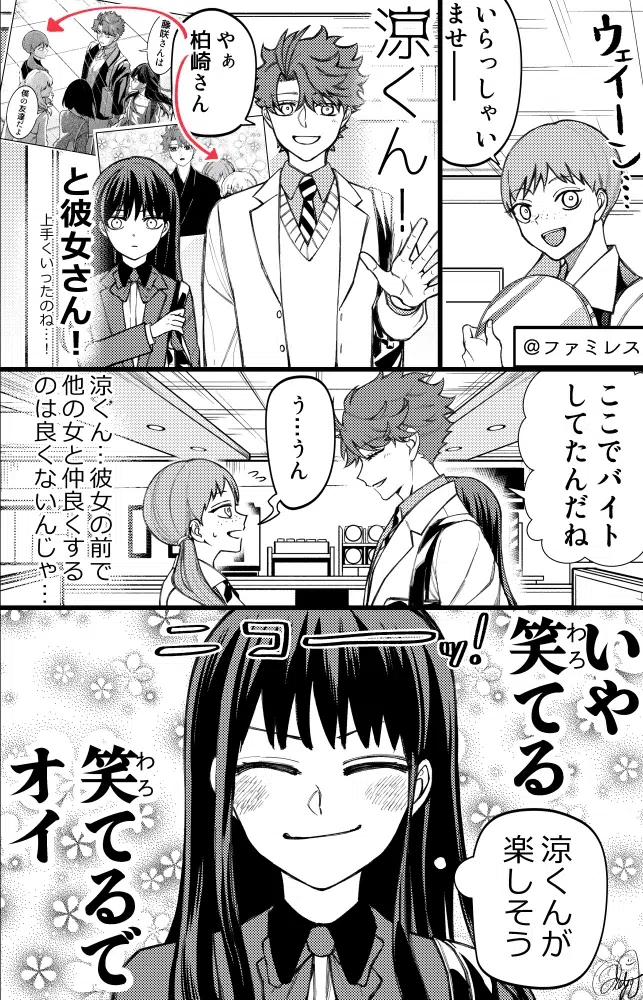 ウェイーン…
いらっしゃい
ませ――
@ファミレス
涼くん！
やぁ
柏崎さん
藤咲さんは
僕の友達だよ
と彼女さん！
上手くいったのね…！
ここでバイト
してたんだね
う…うん
涼くん…彼女の前で
他の女と仲良くする
のは良くないんじゃ…
ニコーーッ！
いや
笑てる
わろ
涼くんが
楽しそう
笑てるで
わろ
オイ